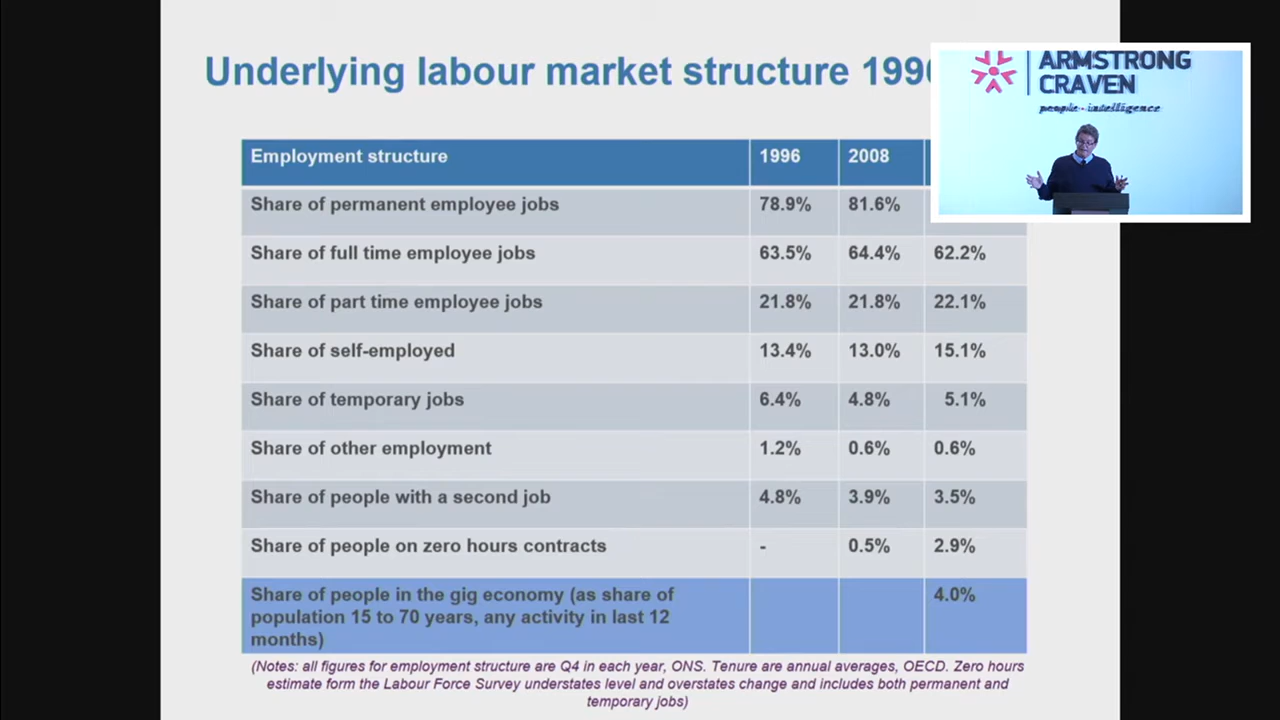 Underlying labour market structure 1996
ARMSTRONG
CRAVEN
people · intelligence
Employment structure 1996 2008
Share of permanent employee jobs 78.9% 81.6%
Share of full time employee jobs 63.5% 64.4% 62.2%
Share of part time employee jobs 21.8% 21.8% 22.1%
Share of self-employed 13.4% 13.0% 15.1%
Share of temporary jobs 6.4% 4.8% 5.1%
Share of other employment 1.2% 0.6% 0.6%
Share of people with a second job 4.8% 3.9% 3.5%
Share of people on zero hours contracts - 0.5% 2.9%
Share of people in the gig economy (as share of 4.0%
population 15 to 70 years, any activity in last 12
months)
(Notes: all figures for employment structure are Q4 in each year, ONS. Tenure are annual averages, OECD. Zero hours
estimate form the Labour Force Survey understates level and overstates change and includes both permanent and
temporary jobs)